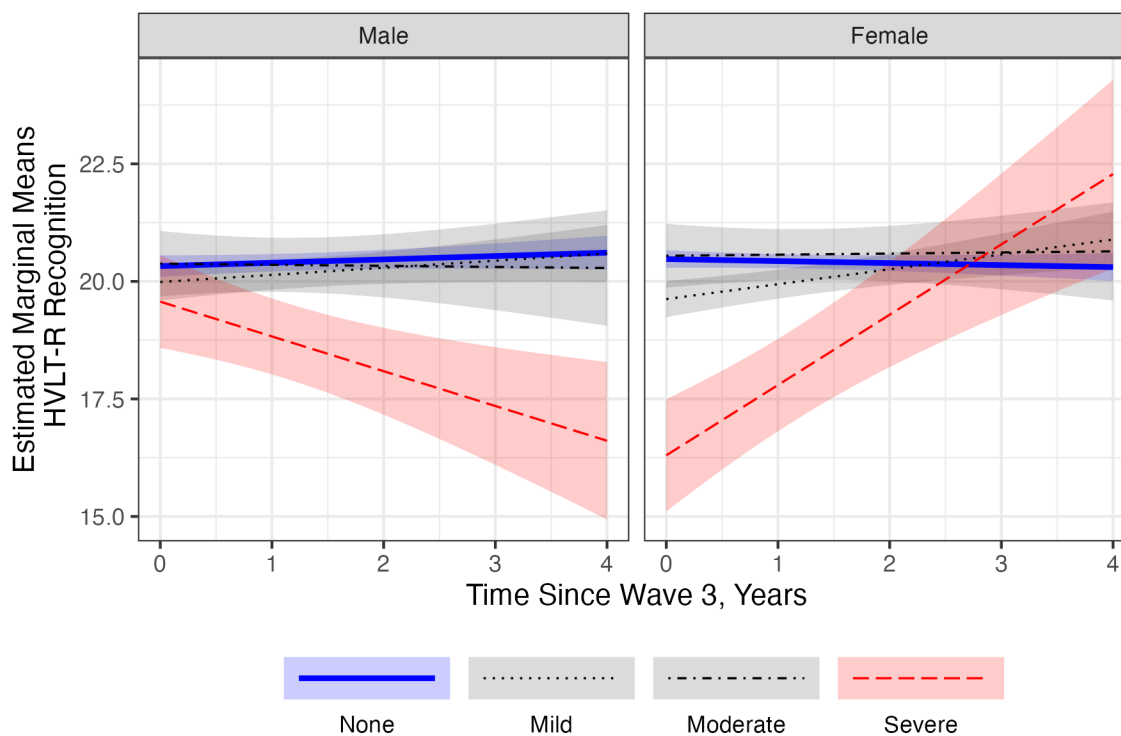 Male
Female
Estimated Marginal Means
HVLT-R Recognition
22.5
20.0
17.5
15.0
0 1 2 3 4
0 1 2 3 4
Time Since Wave 3, Years
None
Mild
Moderate
Severe